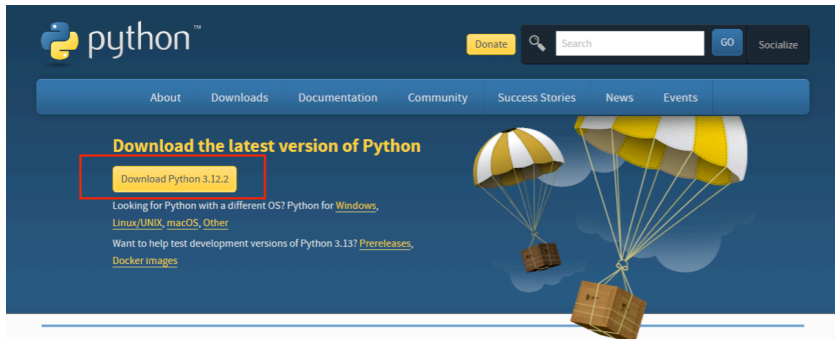 python™
Donate
Search
GO
Socialize
About Downloads Documentation Community Success Stories News Events
Download the latest version of Python
Download Python 3.12.2
Looking for Python with a different OS? Python for Windows,
Linux/UNIX, macOS, Other
Want to help test development versions of Python 3.13? Prereleases,
Docker images